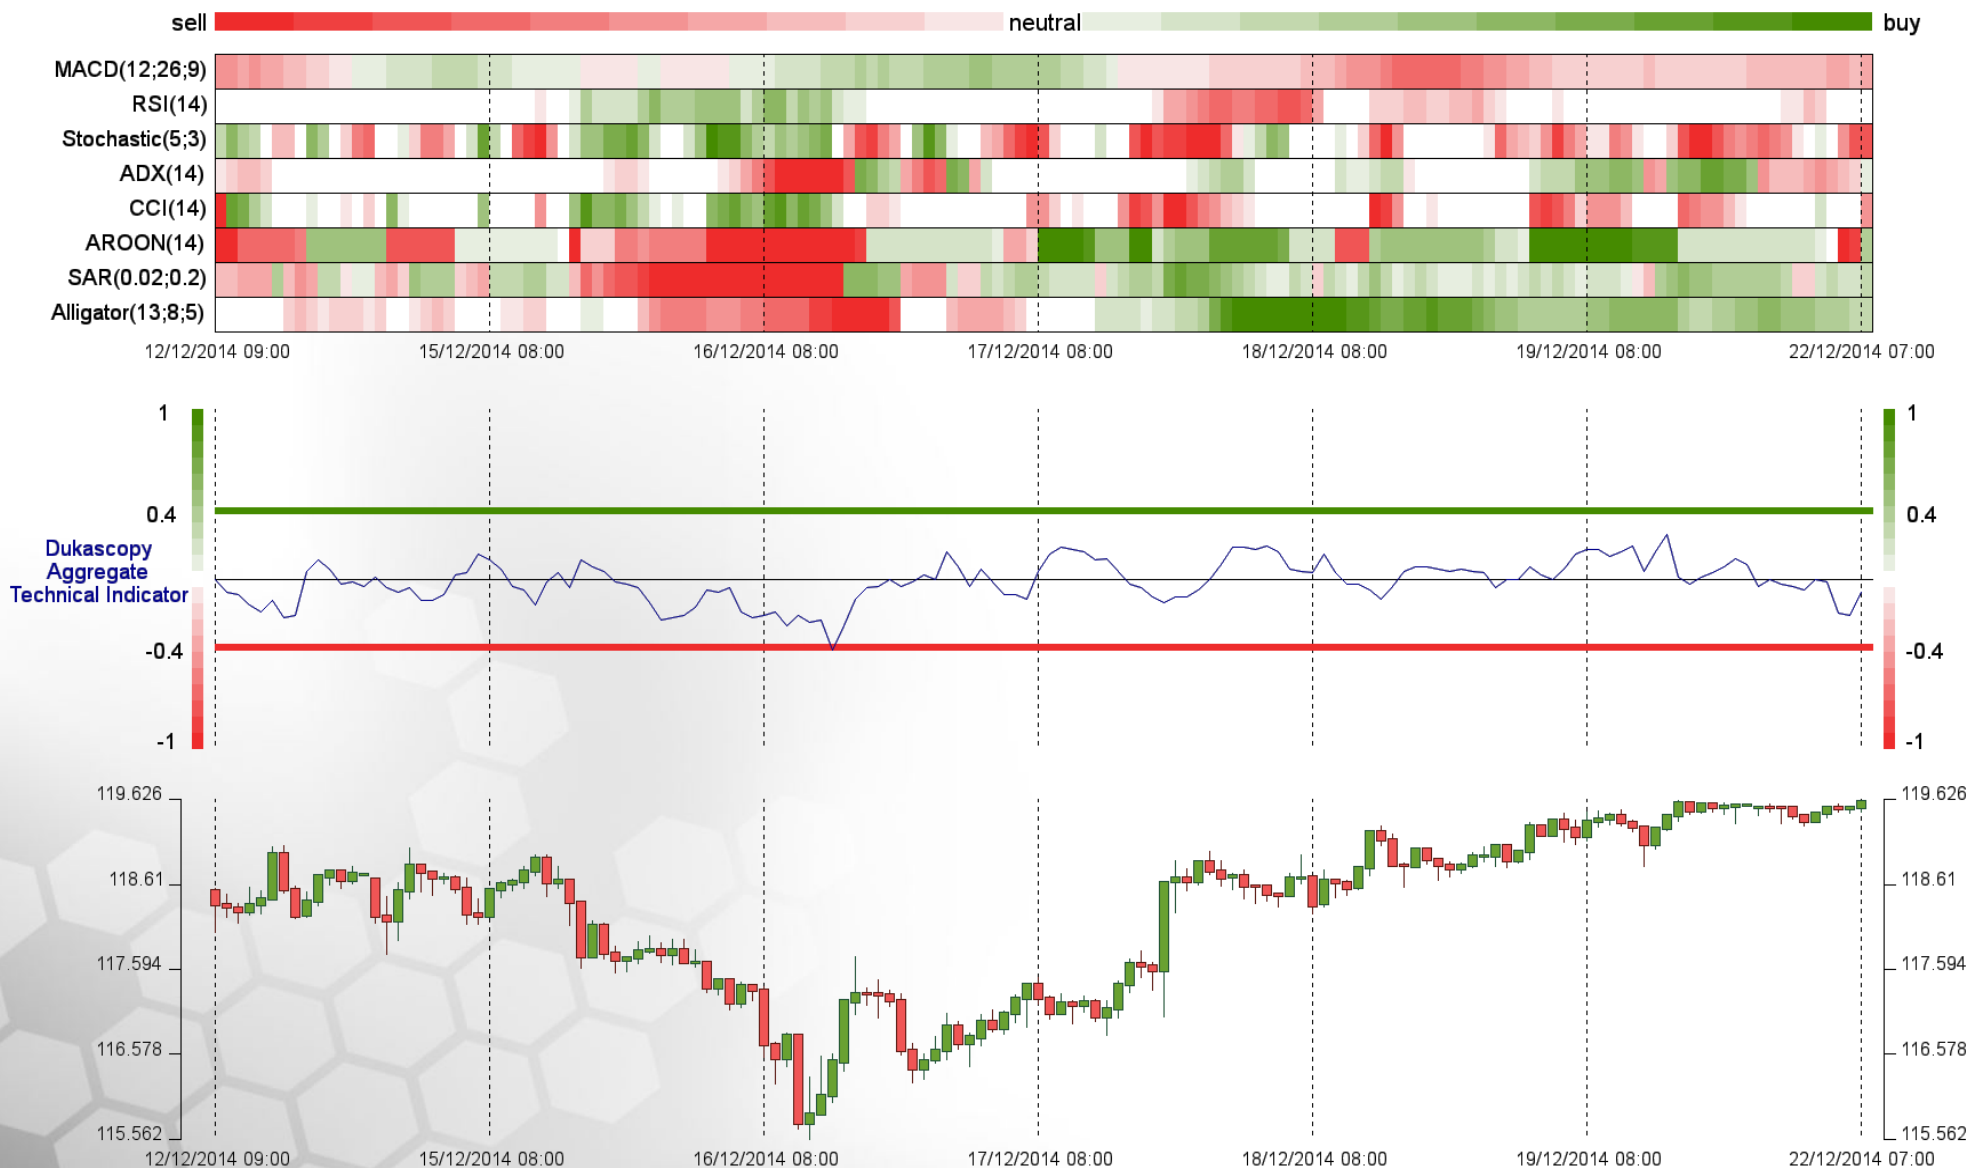 sell neutral buy
MACD(12;26;9)
RSI(14)
Stochastic(5;3)
ADX(14)
CCI(14)
AROON(14)
SAR(0.02;0.2)
Alligator(13;8;5)
12/12/2014 09:00 15/12/2014 08:00 16/12/2014 08:00 17/12/2014 08:00 18/12/2014 08:00 19/12/2014 08:00 22/12/2014 07:00
1 1
0.4 0.4
Dukascopy
Aggregate
Technical Indicator
-0.4 -0.4
-1 -1
119.626 119.626
118.61 118.61
117.594 117.594
116.578 116.578
115.562 115.562
12/12/2014 09:00 15/12/2014 08:00 16/12/2014 08:00 17/12/2014 08:00 18/12/2014 08:00 19/12/2014 08:00 22/12/2014 07:00